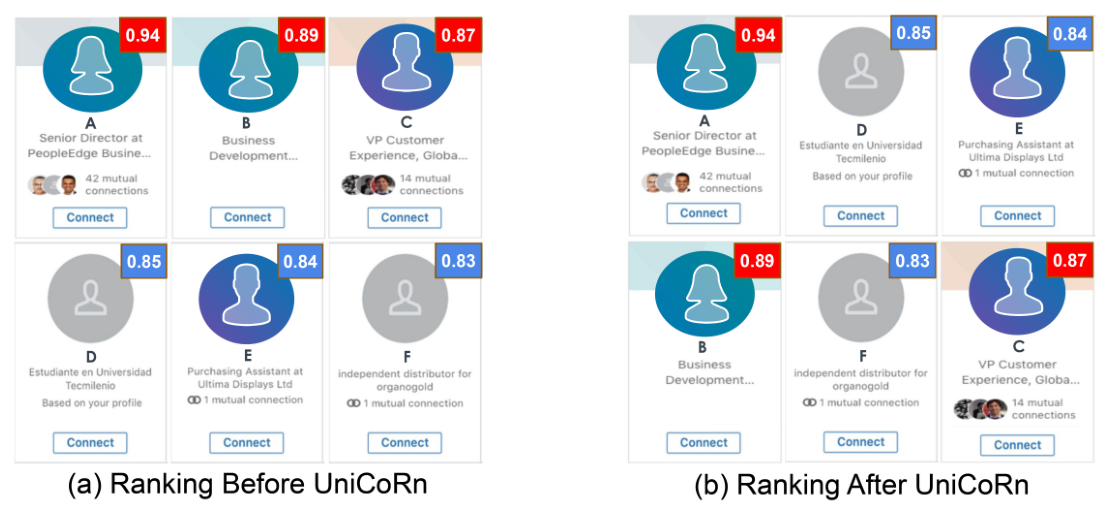 0.94
A
Senior Director at
PeopleEdge Busine...
42 mutual
connections
Connect
0.89
B
Business
Development...
Connect
0.87
C
VP Customer
Experience, Globa...
14 mutual
connections
Connect
0.85
D
Estudiante en Universidad
Tecmilenio
Based on your profile
Connect
0.84
E
Purchasing Assistant at
Ultima Displays Ltd
1 mutual connection
Connect
0.83
F
independent distributor for
organogold
1 mutual connection
Connect
(a) Ranking Before UniCoRn
0.94
A
Senior Director at
PeopleEdge Busine...
42 mutual
connections
Connect
0.85
D
Estudiante en Universidad
Tecmilenio
Based on your profile
Connect
0.84
E
Purchasing Assistant at
Ultima Displays Ltd
1 mutual connection
Connect
0.89
B
Business
Development...
Connect
0.83
F
independent distributor for
organogold
1 mutual connection
Connect
0.87
C
VP Customer
Experience, Globa...
14 mutual
connections
Connect
(b) Ranking After UniCoRn